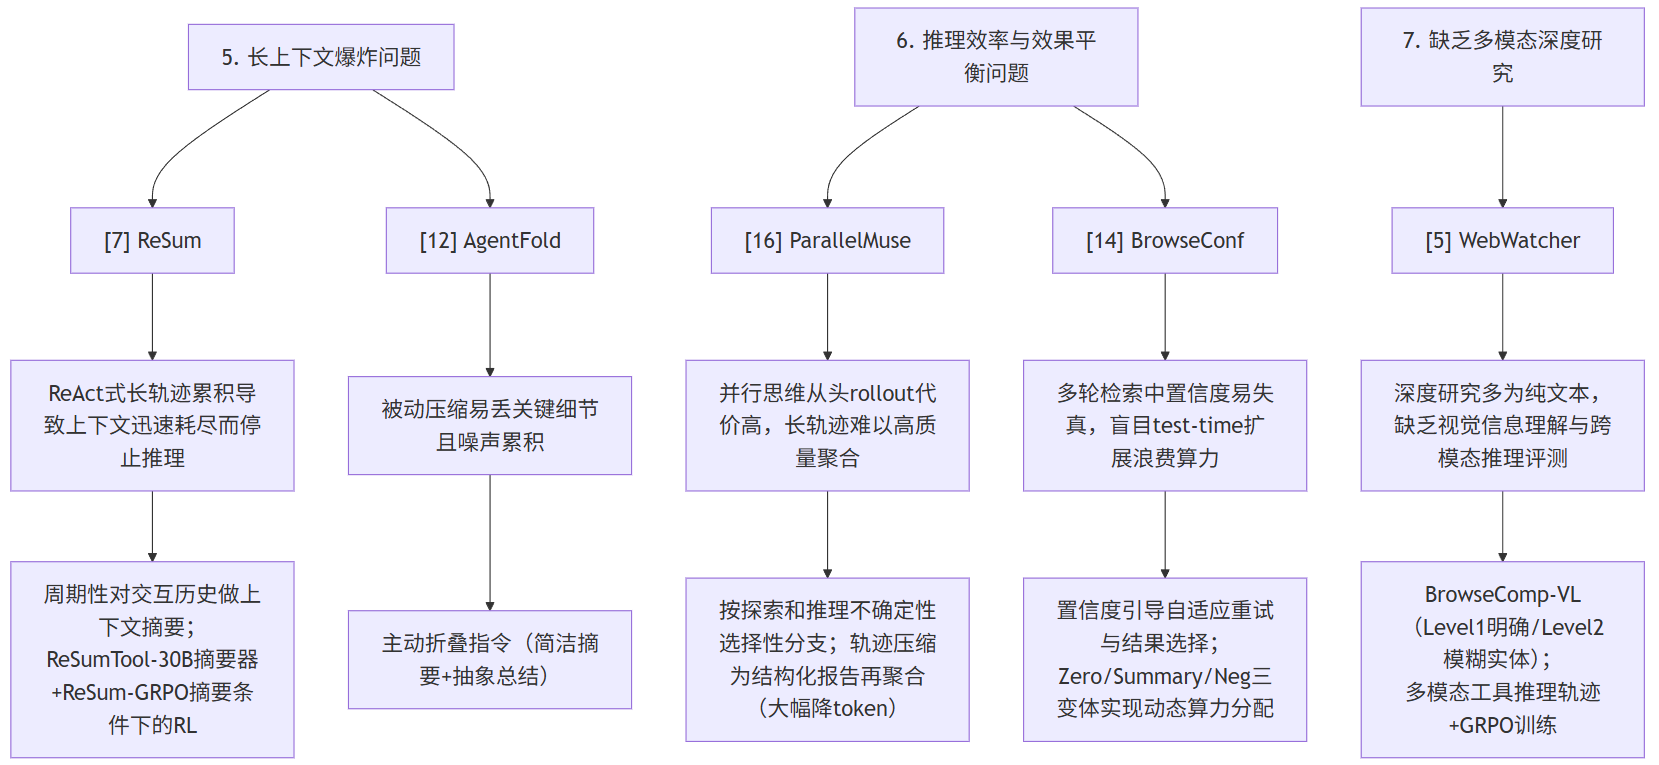 5. 长上下文爆炸问题
6. 推理效率与效果平
衡问题
7. 缺乏多模态深度研
究
[7] ReSum
[12] AgentFold
[16] ParallelMuse
[14] BrowseConf
[5] WebWatcher
ReAct式长轨迹累积导
致上下文迅速耗尽而停
止推理
被动压缩易丢关键细节
且噪声累积
并行思维从头rollout代
价高，长轨迹难以高质
量聚合
多轮检索中置信度易失
真，盲目test-time扩
展浪费算力
深度研究多为纯文本，
缺乏视觉信息理解与跨
模态推理评测
周期性对交互历史做上
下文摘要；
ReSumTool-30B摘要器
+ReSum-GRPO摘要条
件下的RL
主动折叠指令（简洁摘
要+抽象总结）
按探索和推理不确定性
选择性分支；轨迹压缩
为结构化报告再聚合
（大幅降token）
置信度引导自适应重试
与结果选择；
Zero/Summary/Neg三
变体实现动态算力分配
BrowseComp-VL
（Level1明确/Level2
模糊实体）；
多模态工具推理轨迹
+GRPO训练